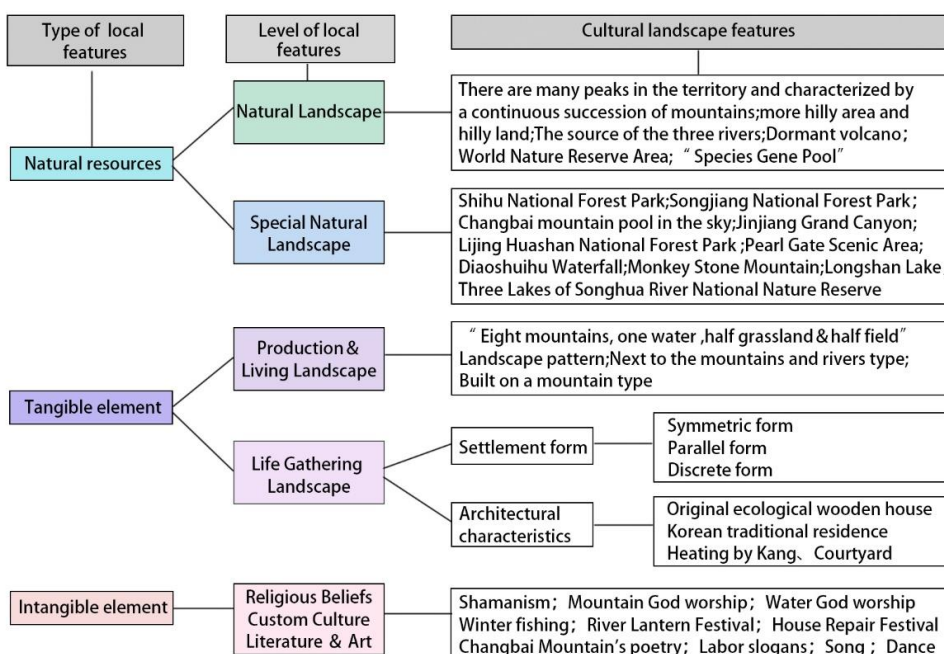 Type of local
features
Level of local
features
Cultural landscape features
Natural resources
Natural Landscape
There are many peaks in the territory and characterized by
a continuous succession of mountains;more hilly area and
hilly land;The source of the three rivers;Dormant volcano;
World Nature Reserve Area; “Species Gene Pool”
Special Natural
Landscape
Shihu National Forest Park;Songjiang National Forest Park;
Changbai mountain pool in the sky;Jinjiang Grand Canyon;
Lijing Huashan National Forest Park ;Pearl Gate Scenic Area;
Diaoshuihu Waterfall;Monkey Stone Mountain;Longshan Lake;
Three Lakes of Songhua River National Nature Reserve
Tangible element
Production &
Living Landscape
“Eight mountains, one water ,half grassland & half field”
Landscape pattern;Next to the mountains and rivers type;
Built on a mountain type
Life Gathering
Landscape
Settlement form
Symmetric form
Parallel form
Discrete form
Architectural
characteristics
Original ecological wooden house
Korean traditional residence
Heating by Kang、Courtyard
Intangible element
Religious Beliefs
Custom Culture
Literature & Art
Shamanism; Mountain God worship; Water God worship
Winter fishing; River Lantern Festival; House Repair Festival
Changbai Mountain's poetry; Labor slogans; Song ; Dance